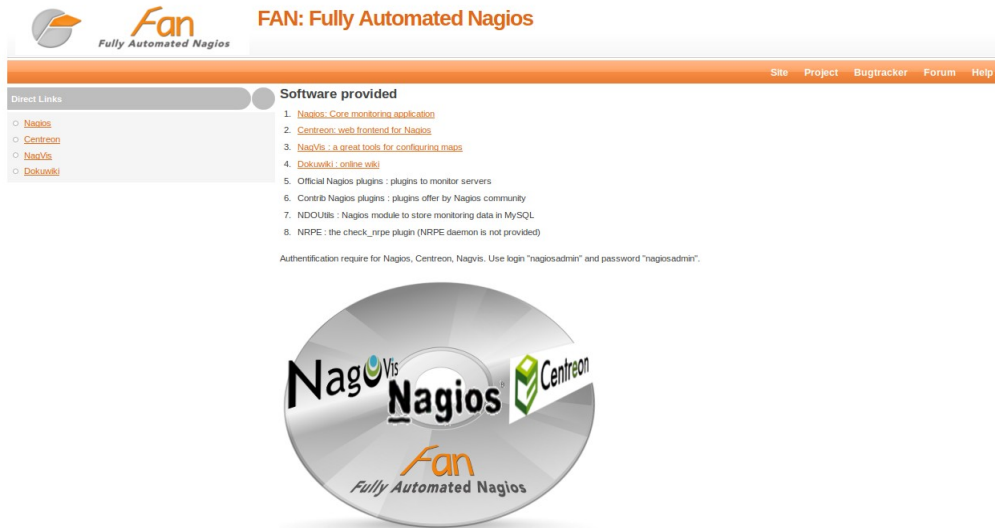 Fan
Fully Automated Nagios
FAN: Fully Automated Nagios
Site Project Bugtracker Forum Help
Direct Links
Nagios
Centreon
NagVis
Dokuwiki
Software provided
1. Nagios: Core monitoring application
2. Centreon: web frontend for Nagios
3. NagVis : a great tools for configuring maps
4. Dokuwiki : online wiki
5. Official Nagios plugins : plugins to monitor servers
6. Contrib Nagios plugins : plugins offer by Nagios community
7. NDOUtils : Nagios module to store monitoring data in MySQL
8. NRPE : the check_nrpe plugin (NRPE daemon is not provided)
Authentification require for Nagios, Centreon, Nagvis. Use login "nagiosadmin" and password "nagiosadmin".
NagVis
Nagios®
Centreon
Fan
Fully Automated Nagios